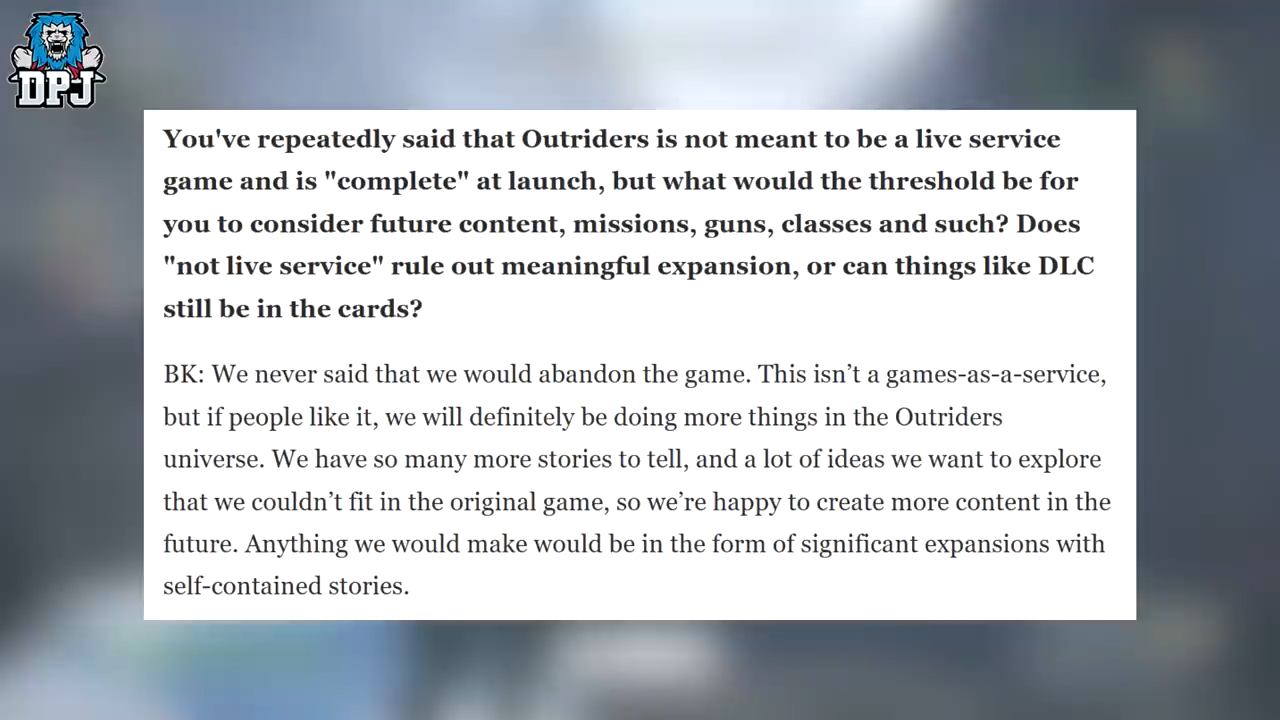 DPJ
You've repeatedly said that Outriders is not meant to be a live service
game and is "complete" at launch, but what would the threshold be for
you to consider future content, missions, guns, classes and such? Does
"not live service" rule out meaningful expansion, or can things like DLC
still be in the cards?
BK: We never said that we would abandon the game. This isn’t a games-as-a-service,
but if people like it, we will definitely be doing more things in the Outriders
universe. We have so many more stories to tell, and a lot of ideas we want to explore
that we couldn’t fit in the original game, so we’re happy to create more content in the
future. Anything we would make would be in the form of significant expansions with
self-contained stories.